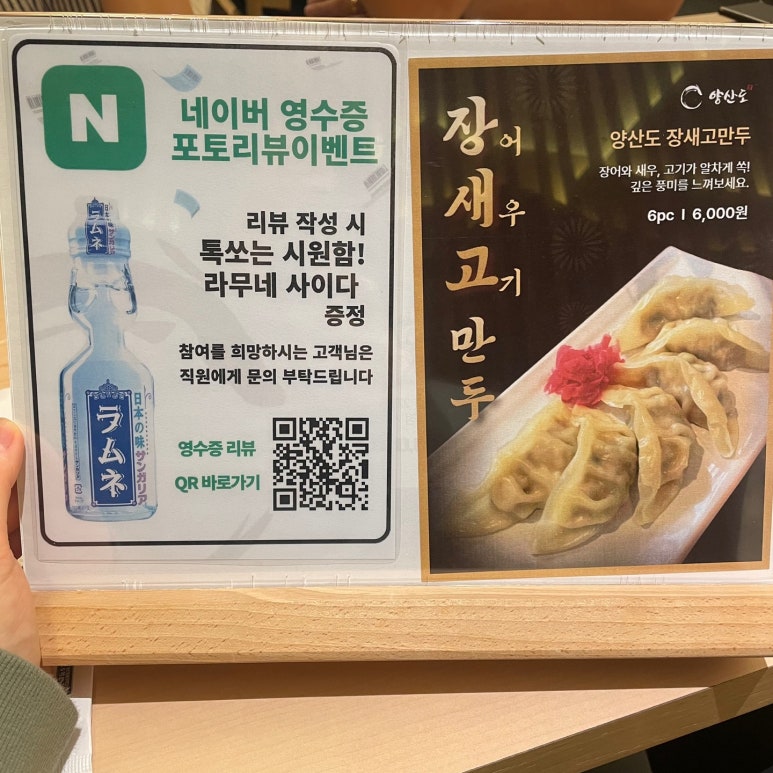 N
네이버 영수증
포토리뷰이벤트
리뷰 작성 시
톡쏘는 시원함!
라무네 사이다
증정
참여를 희망하시는 고객님은
직원에게 문의 부탁드립니다
영수증 리뷰
QR 바로가기
ラムネ
日本の味 サンガリア
ラムネ
장어
새우
고기
만
두
양산도
양산도 장새고만두
장어와 새우, 고기가 알차게 쏙!
깊은 풍미를 느껴보세요.
6pc | 6,000원